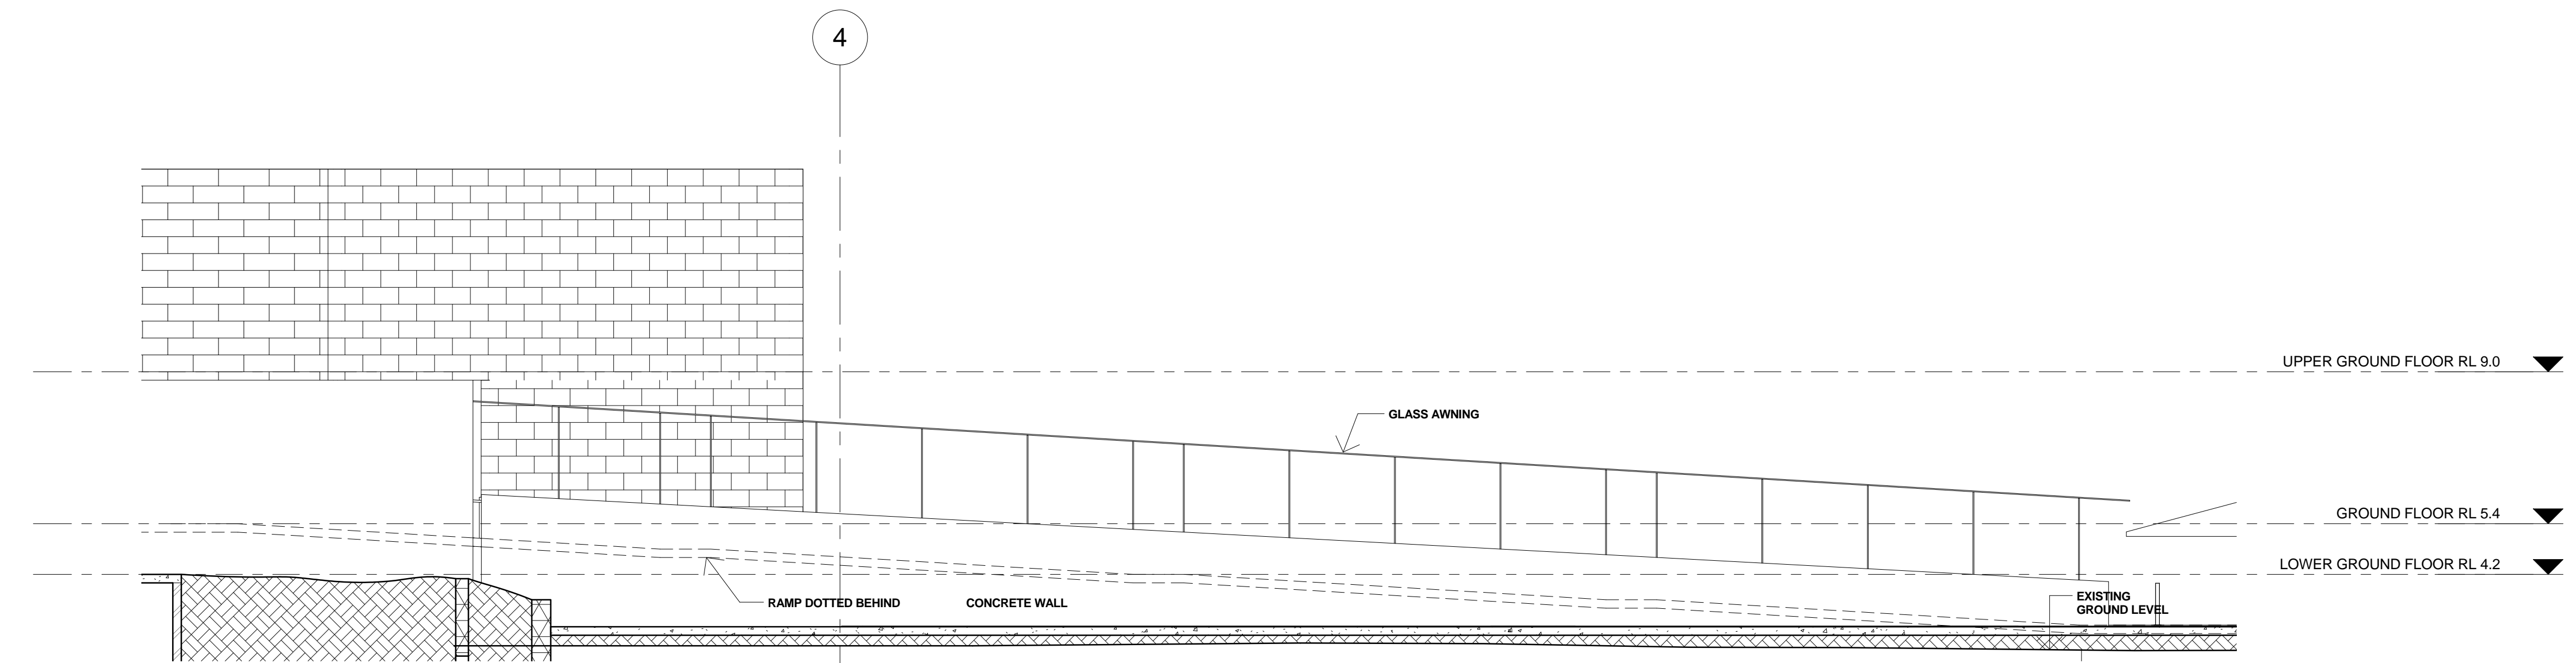 4
UPPER GROUND FLOOR RL 9.0
GLASS AWNING
GROUND FLOOR RL 5.4
LOWER GROUND FLOOR RL 4.2
RAMP DOTTED BEHIND
CONCRETE WALL
EXISTING
GROUND LEVEL